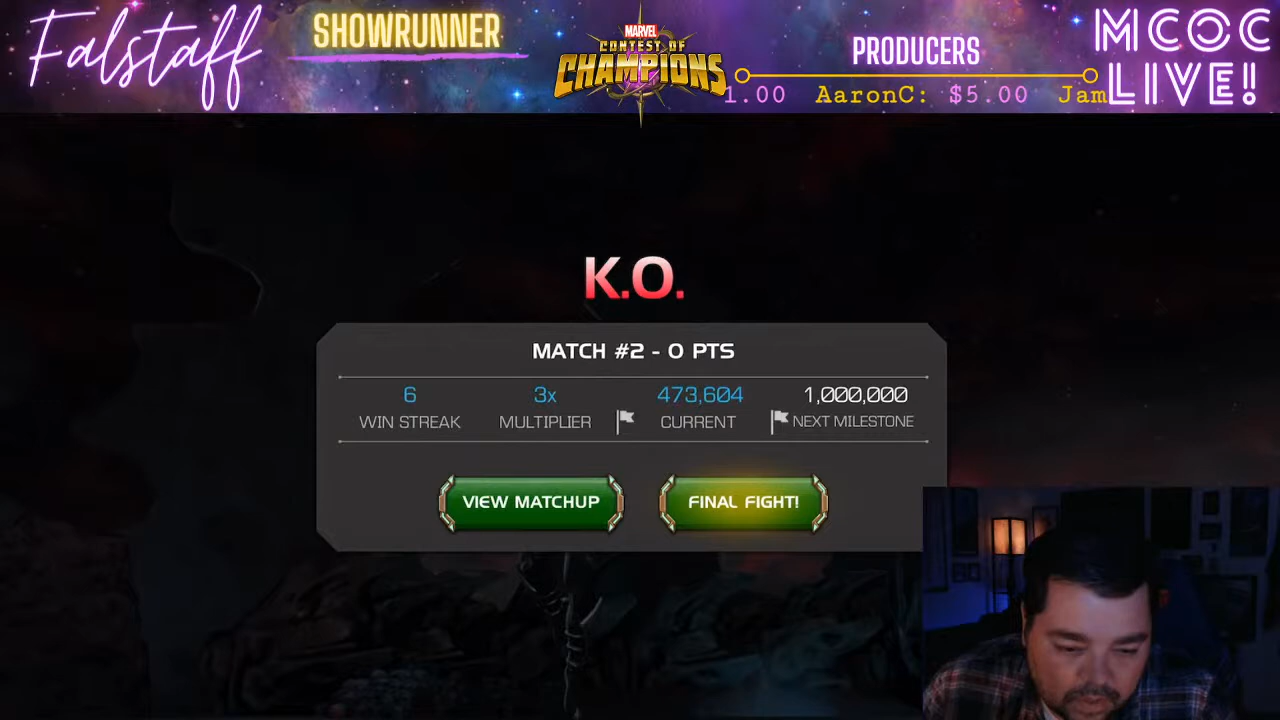 Falstaff
SHOWRUNNER
MARVEL
CONTEST OF
CHAMPIONS
PRODUCERS
1.00 AaronC: $5.00 Jam
MCOC
LIVE!
K.O.
MATCH #2 - 0 PTS
6 3x 473,604 1,000,000
WIN STREAK MULTIPLIER CURRENT NEXT MILESTONE
VIEW MATCHUP FINAL FIGHT!